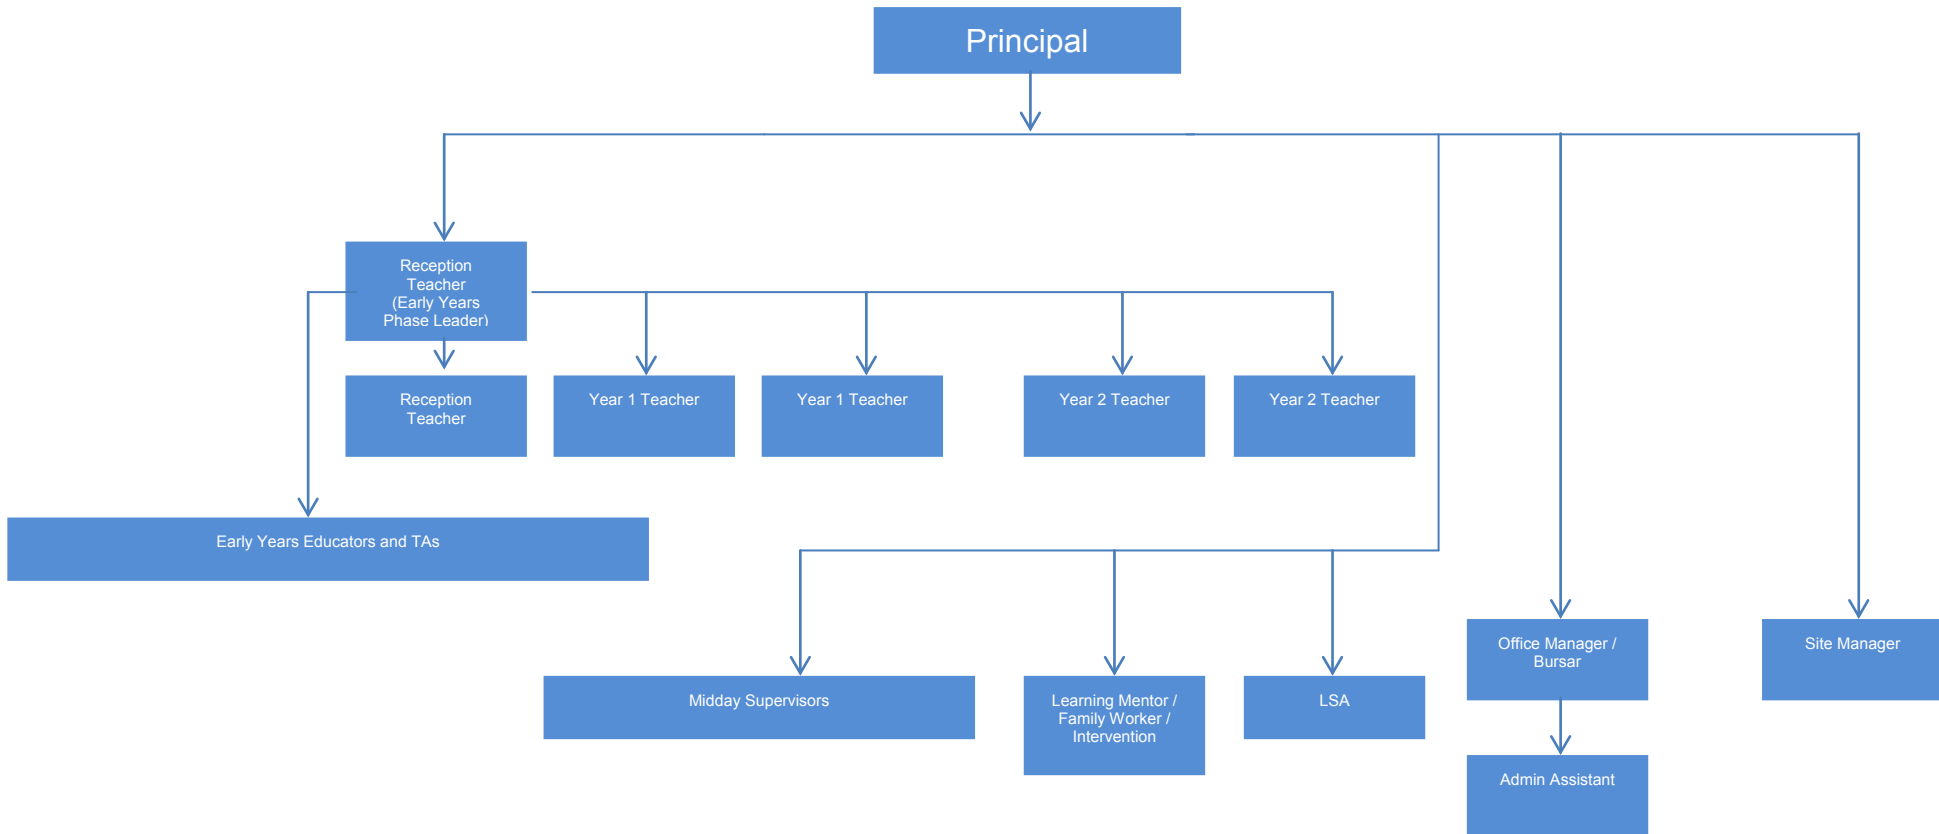 Principal
Reception
Teacher
(Early Years
Phase Leader)
Reception
Teacher
Year 1 Teacher
Year 1 Teacher
Year 2 Teacher
Year 2 Teacher
Early Years Educators and TAs
Midday Supervisors
Learning Mentor /
Family Worker /
Intervention
LSA
Office Manager /
Bursar
Site Manager
Admin Assistant